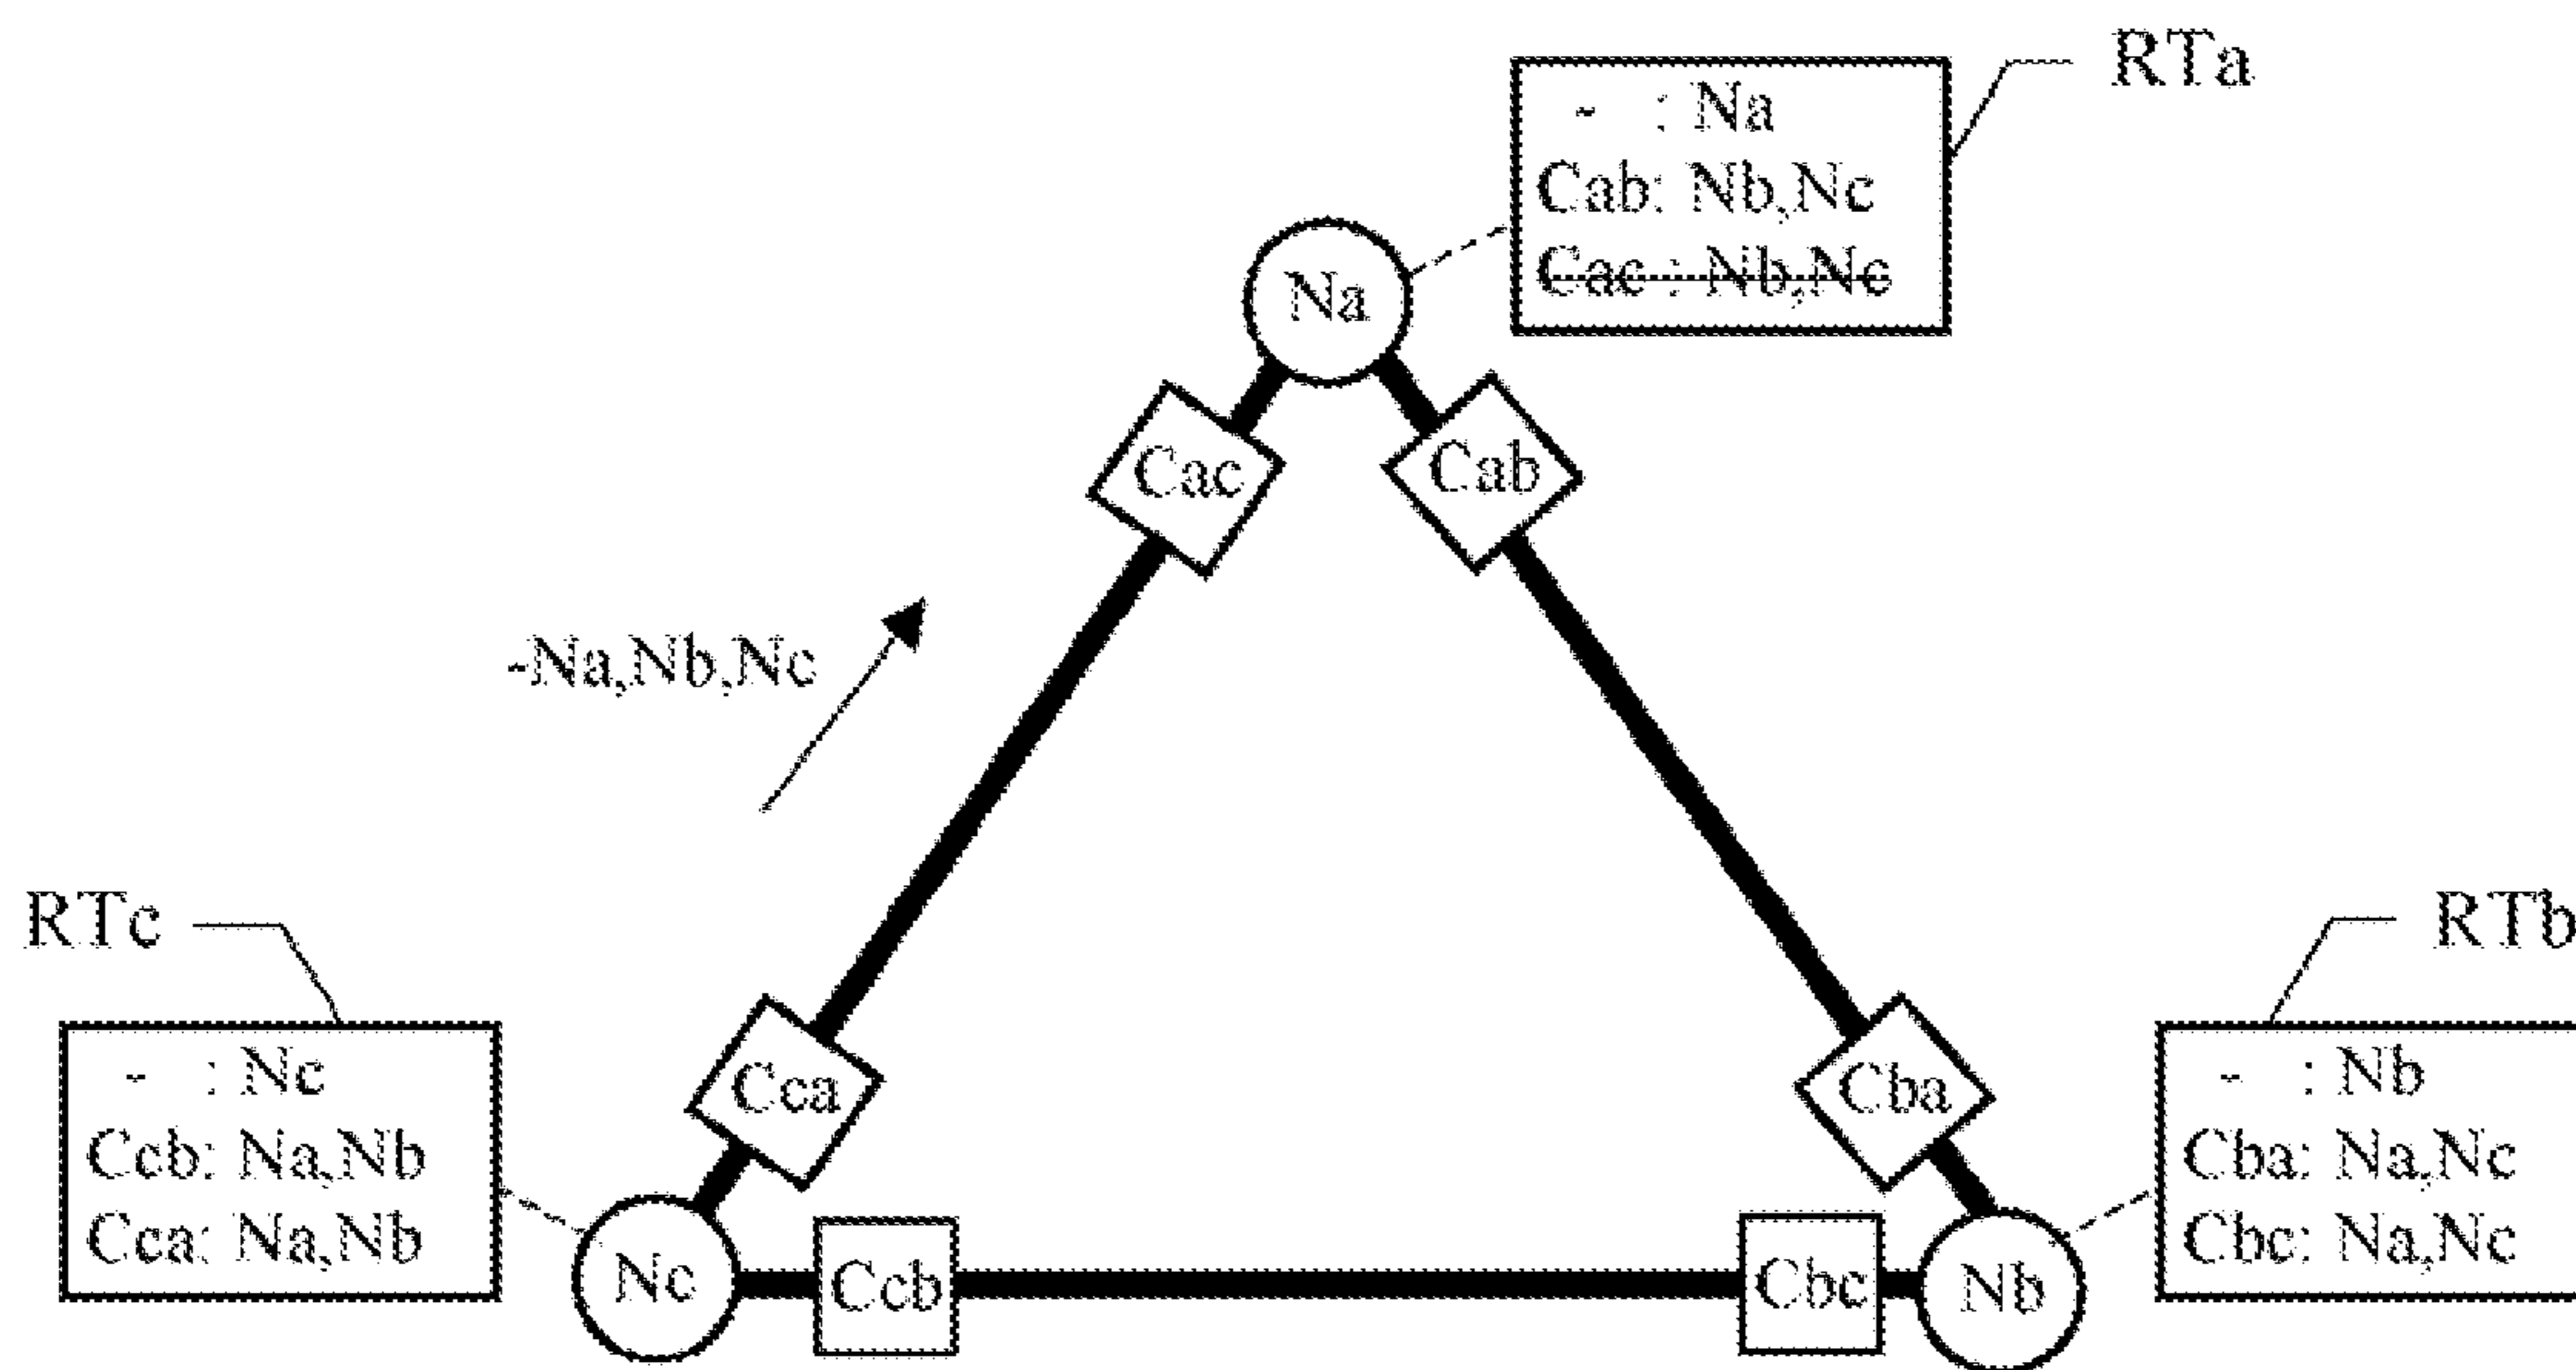 RTa
- : Na
Cab: Nb,Nc
Cac : Nb,Nc
Na
Cac
Cab
-Na,Nb,Nc
RTc
RTb
- : Nc
Ccb: Na,Nb
Cca: Na,Nb
Cca
Cba
- : Nb
Cba: Na,Nc
Cbc: Na,Nc
Nc
Ccb
Cbc
Nb